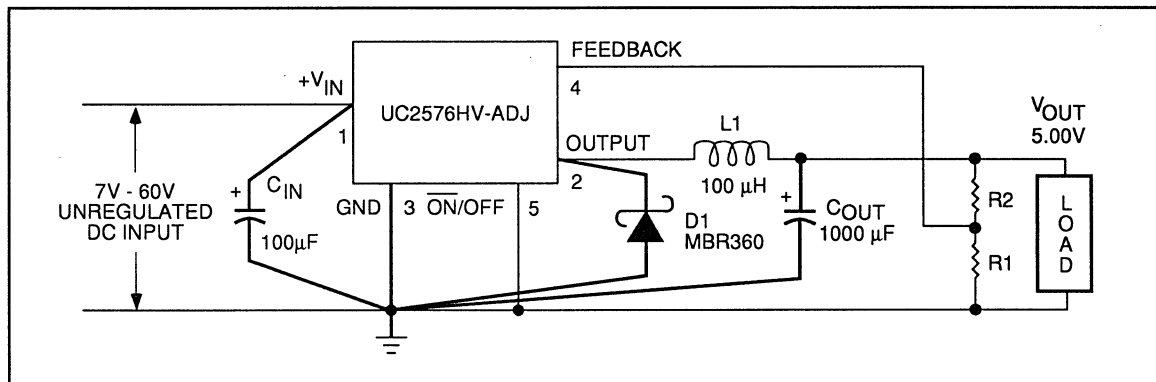 FEEDBACK
4
+VIN
1
UC2576HV-ADJ
OUTPUT
2
L1
100 µH
VOUT
5.00V
7V - 60V
UNREGULATED
DC INPUT
+
CIN
100µF
GND
3
ON/OFF
5
D1
MBR360
+
COUT
1000 µF
R2
R1
LOAD